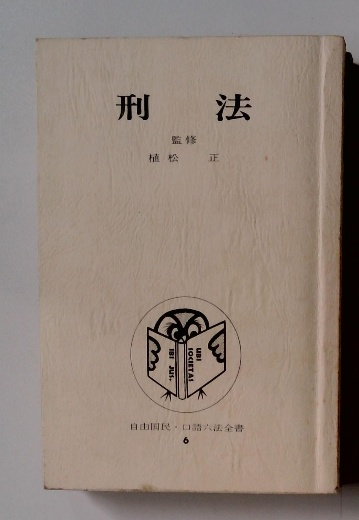 刑 法
監修
植松 正
UBI
SOCIETAS
IBI JUS.
自由国民・口語六法全書
6